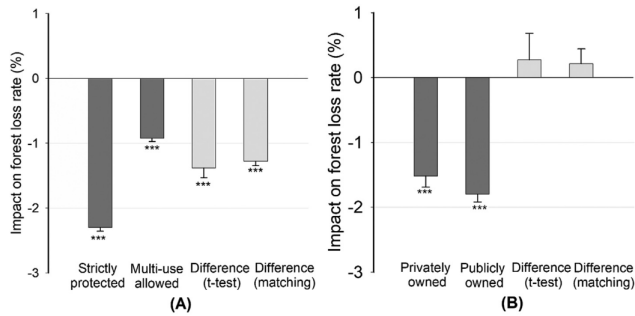 Impact on forest loss rate (%)
1
0
-1
-2
-3
***
***
***
***
Strictly protected
Multi-use allowed
Difference (t-test)
Difference (matching)
(A)
Impact on forest loss rate (%)
1
0
-1
-2
-3
***
***
Privately owned
Publicly owned
Difference (t-test)
Difference (matching)
(B)